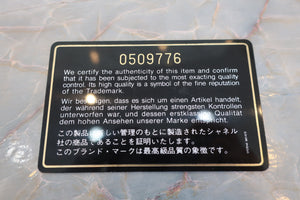 0509776
We certify the authenticity of this item and confirm
that it has been subjected to the most exacting quality
control. Its high quality is a symbol of the fine reputation
of the Trademark.
Wir bestätigen, dass es sich um einen Artikel handelt,
der während seiner Herstellung strengsten Kontrollen
unterworfen war, und dessen erstklassige Qualität
dem hohen Ansehen unserer Marke entspricht.
この製品は厳しい管理のもとに製造されたシャネル
社の商品であることを証明いたします。
このブランド・マークは最高級品質の象徴です。